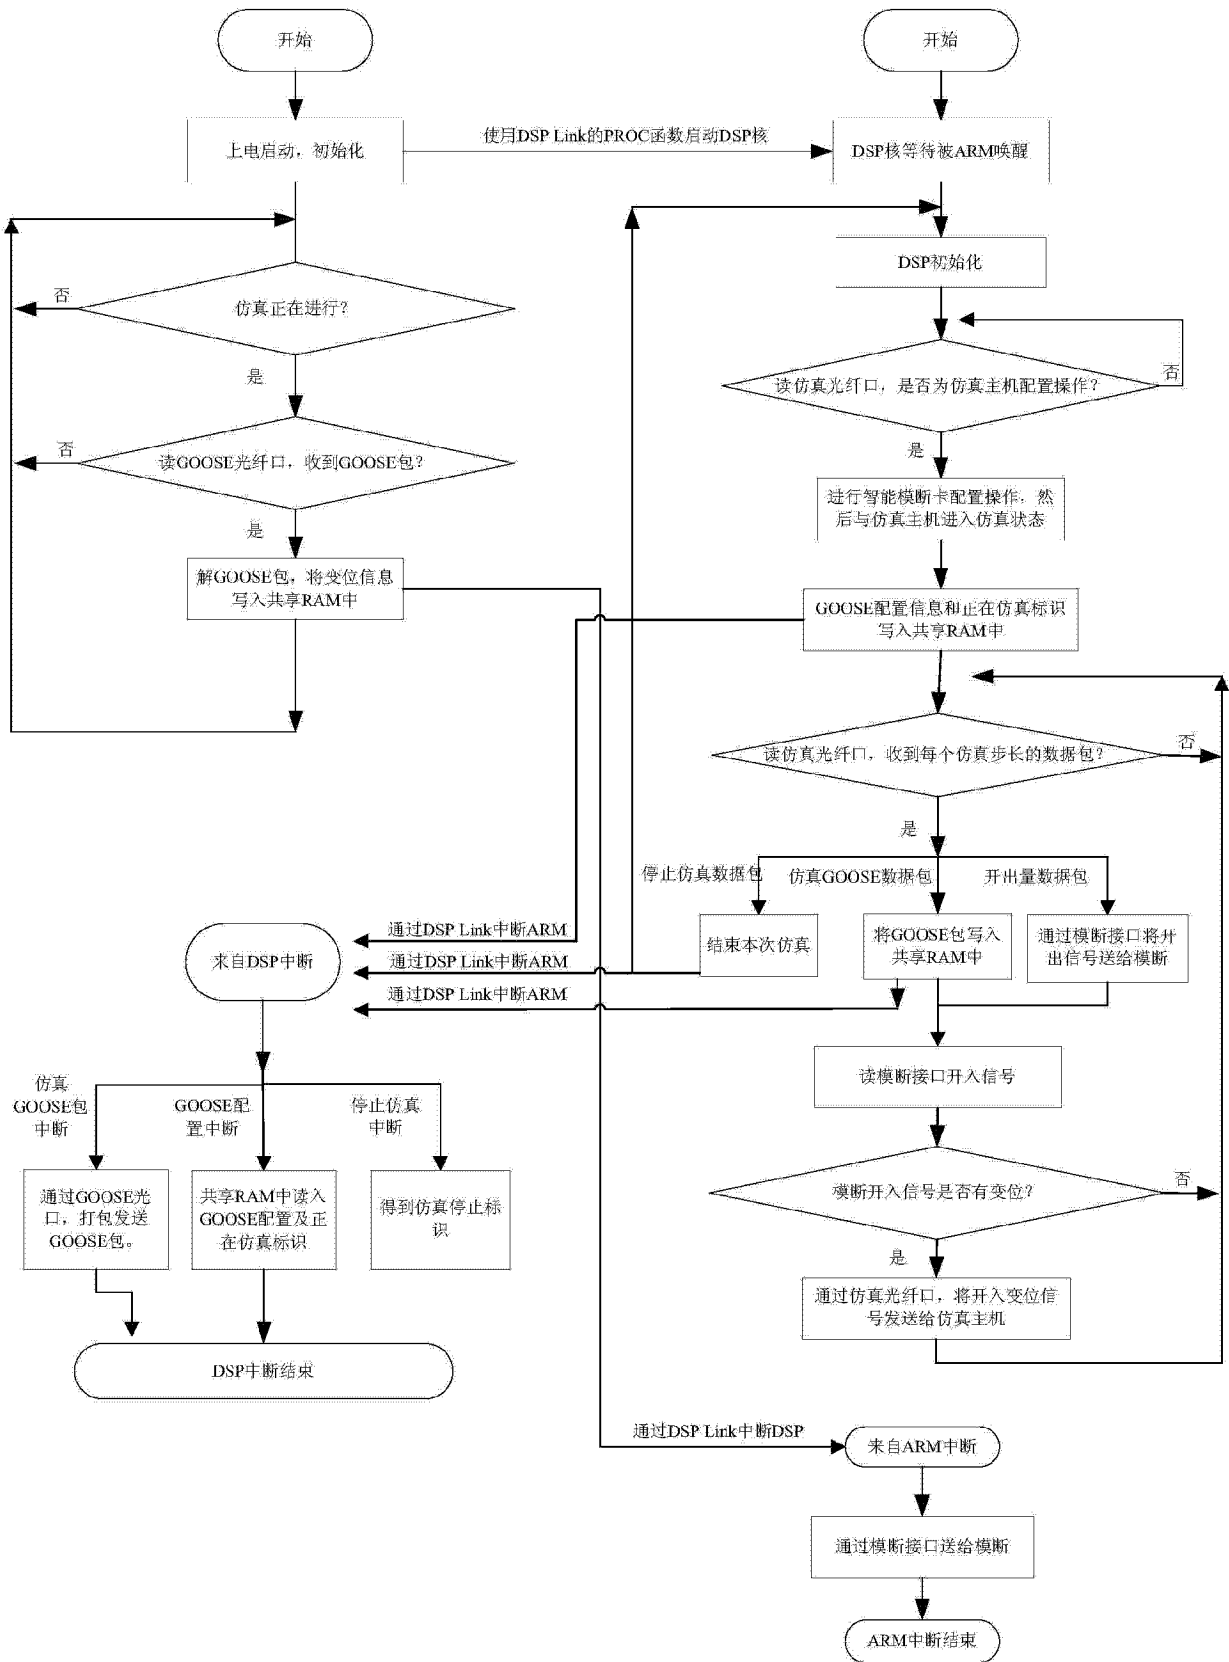 开始
开始
上电启动，初始化
使用DSP Link的PROC函数启动DSP核
DSP核等待被ARM唤醒
DSP初始化
仿真正在进行？
否
是
读仿真光纤口，是否为仿真主机配置操作？
否
是
读GOOSE光纤口，收到GOOSE包？
否
是
进行智能模断卡配置操作，然
后与仿真主机进入仿真状态
解GOOSE包，将变位信息
写入共享RAM中
GOOSE配置信息和正在仿真标识
写入共享RAM中
读仿真光纤口，收到每个仿真步长的数据包？
否
是
停止仿真数据包
仿真GOOSE数据包
开出量数据包
结束本次仿真
将GOOSE包写入
共享RAM中
通过模断接口将开
出信号送给模断
通过DSP Link中断ARM
通过DSP Link中断ARM
通过DSP Link中断ARM
来自DSP中断
读模断接口开入信号
仿真
GOOSE包
中断
GOOSE配
置中断
停止仿真
中断
模断开入信号是否有变位？
否
是
通过GOOSE光
口，打包发送
GOOSE包。
共享RAM中读入
GOOSE配置及正
在仿真标识
得到仿真停止标
识
通过仿真光纤口，将开入变位信
号发送给仿真主机
DSP中断结束
通过DSP Link中断DSP
来自ARM中断
通过模断接口送给模断
ARM中断结束